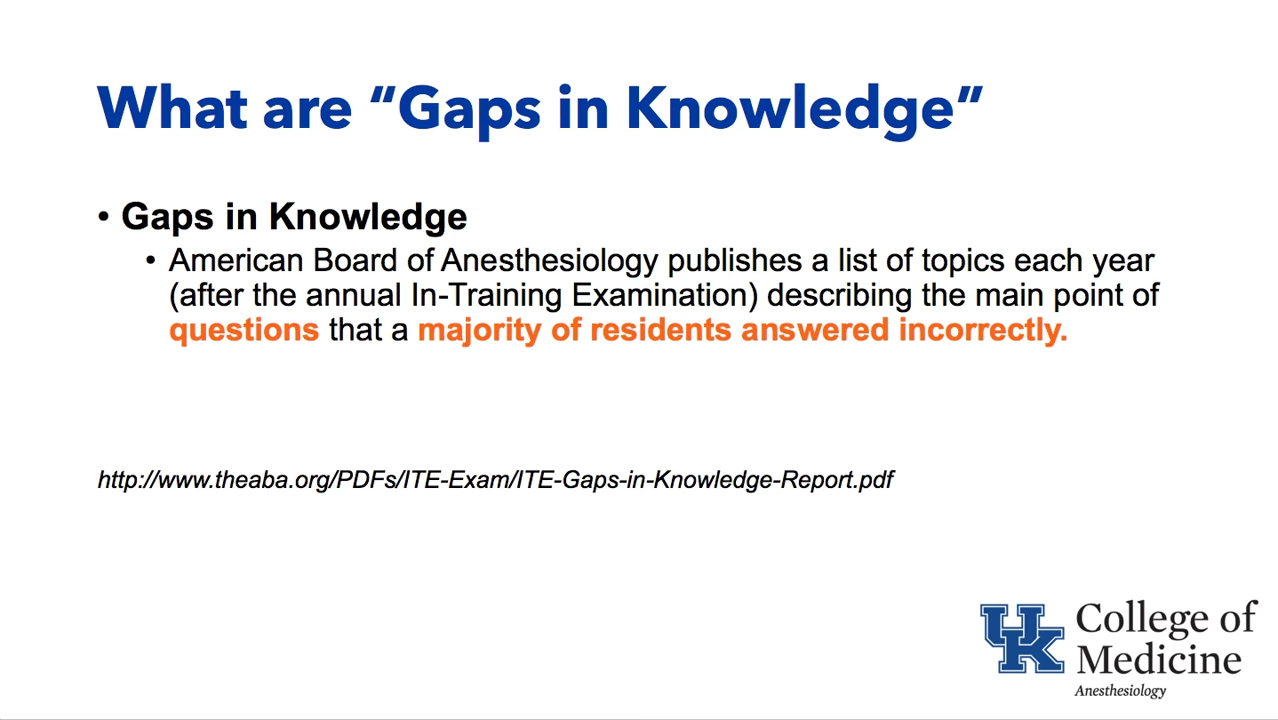 What are “Gaps in Knowledge”
• Gaps in Knowledge
• American Board of Anesthesiology publishes a list of topics each year
(after the annual In-Training Examination) describing the main point of
questions that a majority of residents answered incorrectly.
http://www.theaba.org/PDFs/ITE-Exam/ITE-Gaps-in-Knowledge-Report.pdf
UK College of
Medicine
Anesthesiology